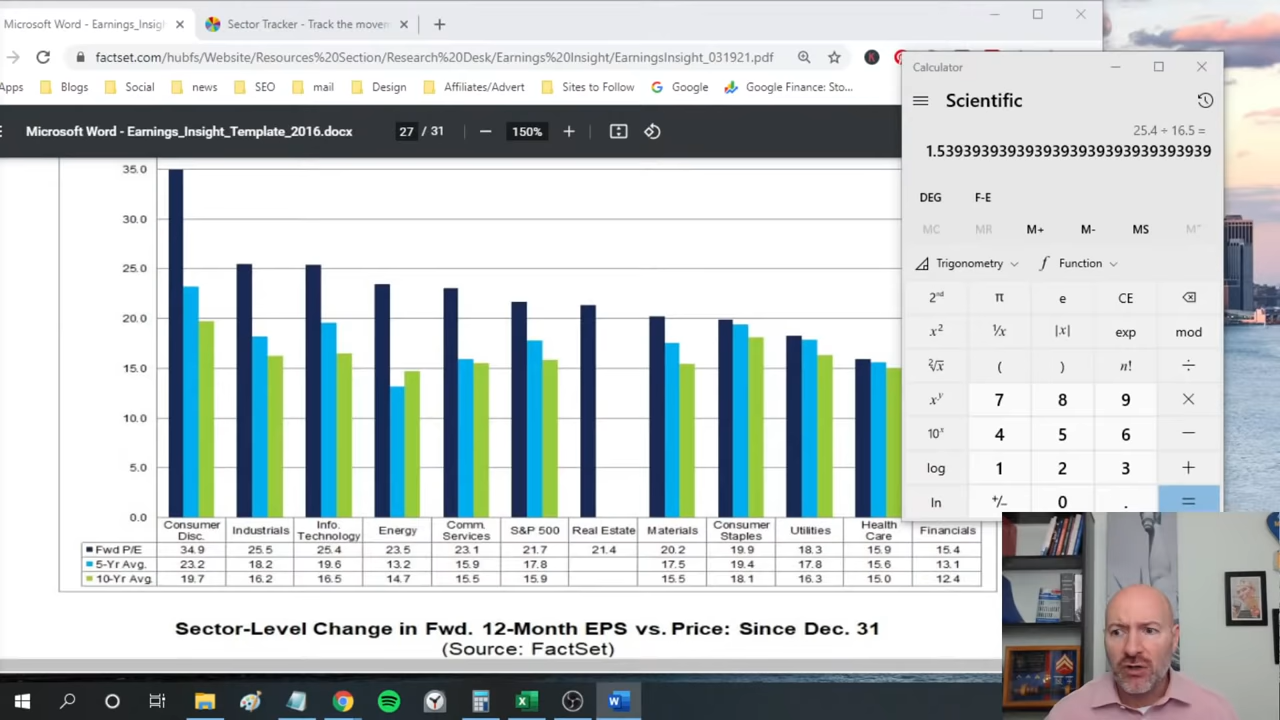 Microsoft Word - Earnings_Insig
Sector Tracker - Track the movem
factset.com/hubfs/Website/Resources%20Section/Research%20Desk/Earnings%20Insight/EarningsInsight_031921.pdf
Apps Blogs Social news SEO mail Design Affiliates/Advert Sites to Follow Google Google Finance: Sto...
Microsoft Word - Earnings_Insight_Template_2016.docx 27 / 31 150%
Calculator
Scientific
25.4 ÷ 16.5 =
1.5393939393939393939393939393939
DEG F-E
MC MR M+ M- MS M˅
Trigonometry Function
2nd π e CE
x² ¹/x |x| exp mod
²√x ( ) n! ÷
xʸ 7 8 9 ×
10ˣ 4 5 6 −
log 1 2 3 +
ln +/− 0 . =
35.0
30.0
25.0
20.0
15.0
10.0
5.0
0.0
Consumer Disc. Industrials Info. Technology Energy Comm. Services S&P 500 Real Estate Materials Consumer Staples Utilities Health Care Financials
Fwd P/E 34.9 25.5 25.4 23.5 23.1 21.7 21.4 20.2 19.9 18.3 15.9 15.4
5-Yr Avg. 23.2 18.2 19.6 13.2 15.9 17.8 17.5 19.4 17.8 15.6 13.1
10-Yr Avg. 19.7 16.2 16.5 14.7 15.5 15.9 15.5 18.1 16.3 15.0 12.4
Sector-Level Change in Fwd. 12-Month EPS vs. Price: Since Dec. 31
(Source: FactSet)